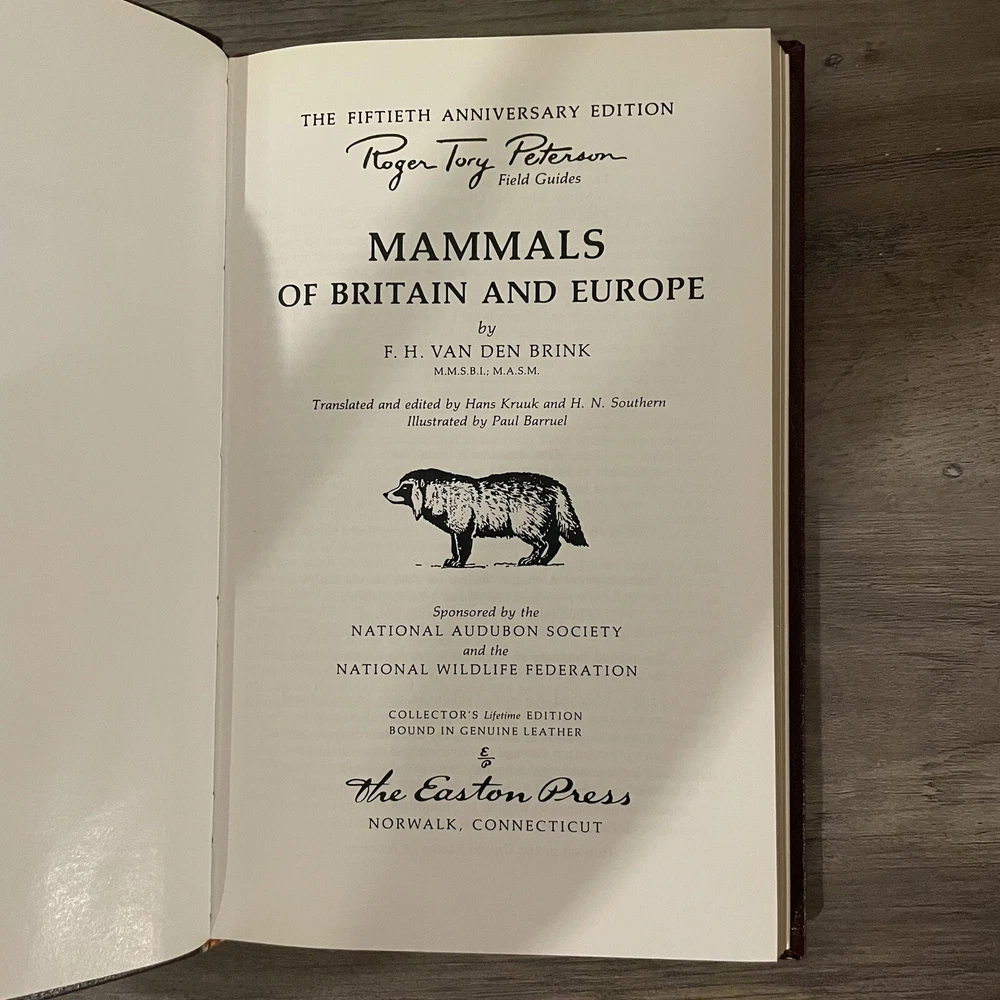 THE FIFTIETH ANNIVERSARY EDITION
Roger Tory Peterson
Field Guides
MAMMALS
OF BRITAIN AND EUROPE
by
F. H. VAN DEN BRINK
M.M.S.B.I.; M.A.S.M.
Translated and edited by Hans Kruuk and H. N. Southern
Illustrated by Paul Barruel
Sponsored by the
NATIONAL AUDUBON SOCIETY
and the
NATIONAL WILDLIFE FEDERATION
COLLECTOR'S Lifetime EDITION
BOUND IN GENUINE LEATHER
E
P
The Easton Press
NORWALK, CONNECTICUT